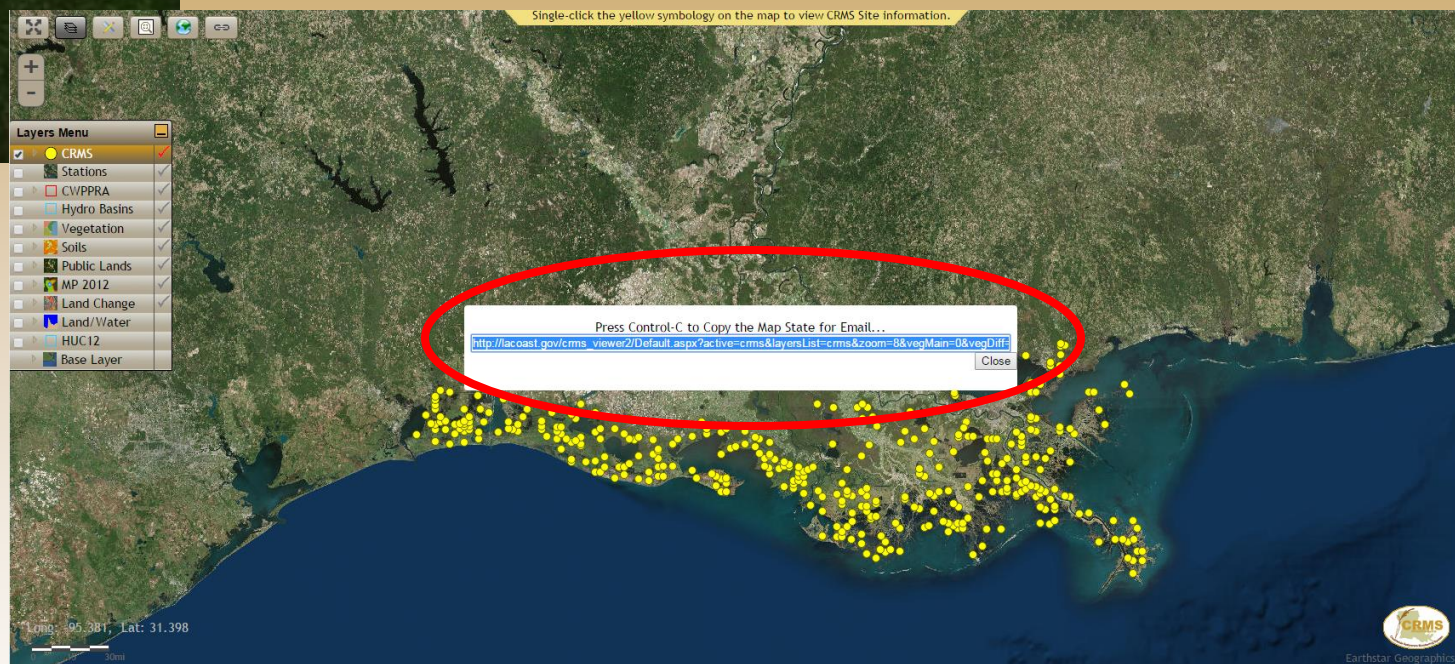 Single-click the yellow symbology on the map to view CRMS Site information.
+
-
Layers Menu
CRMS
Stations
CWPPRA
Hydro Basins
Vegetation
Soils
Public Lands
MP 2012
Land Change
Land/Water
HUC12
Base Layer
Press Control-C to Copy the Map State for Email...
http://lacoast.gov/crms_viewer2/Default.aspx?active=crms&layersList=crms&zoom=8&vegMain=0&vegDiff=
Close
Long: -95.381, Lat: 31.398
30mi
CRMS
Earthstar Geographics